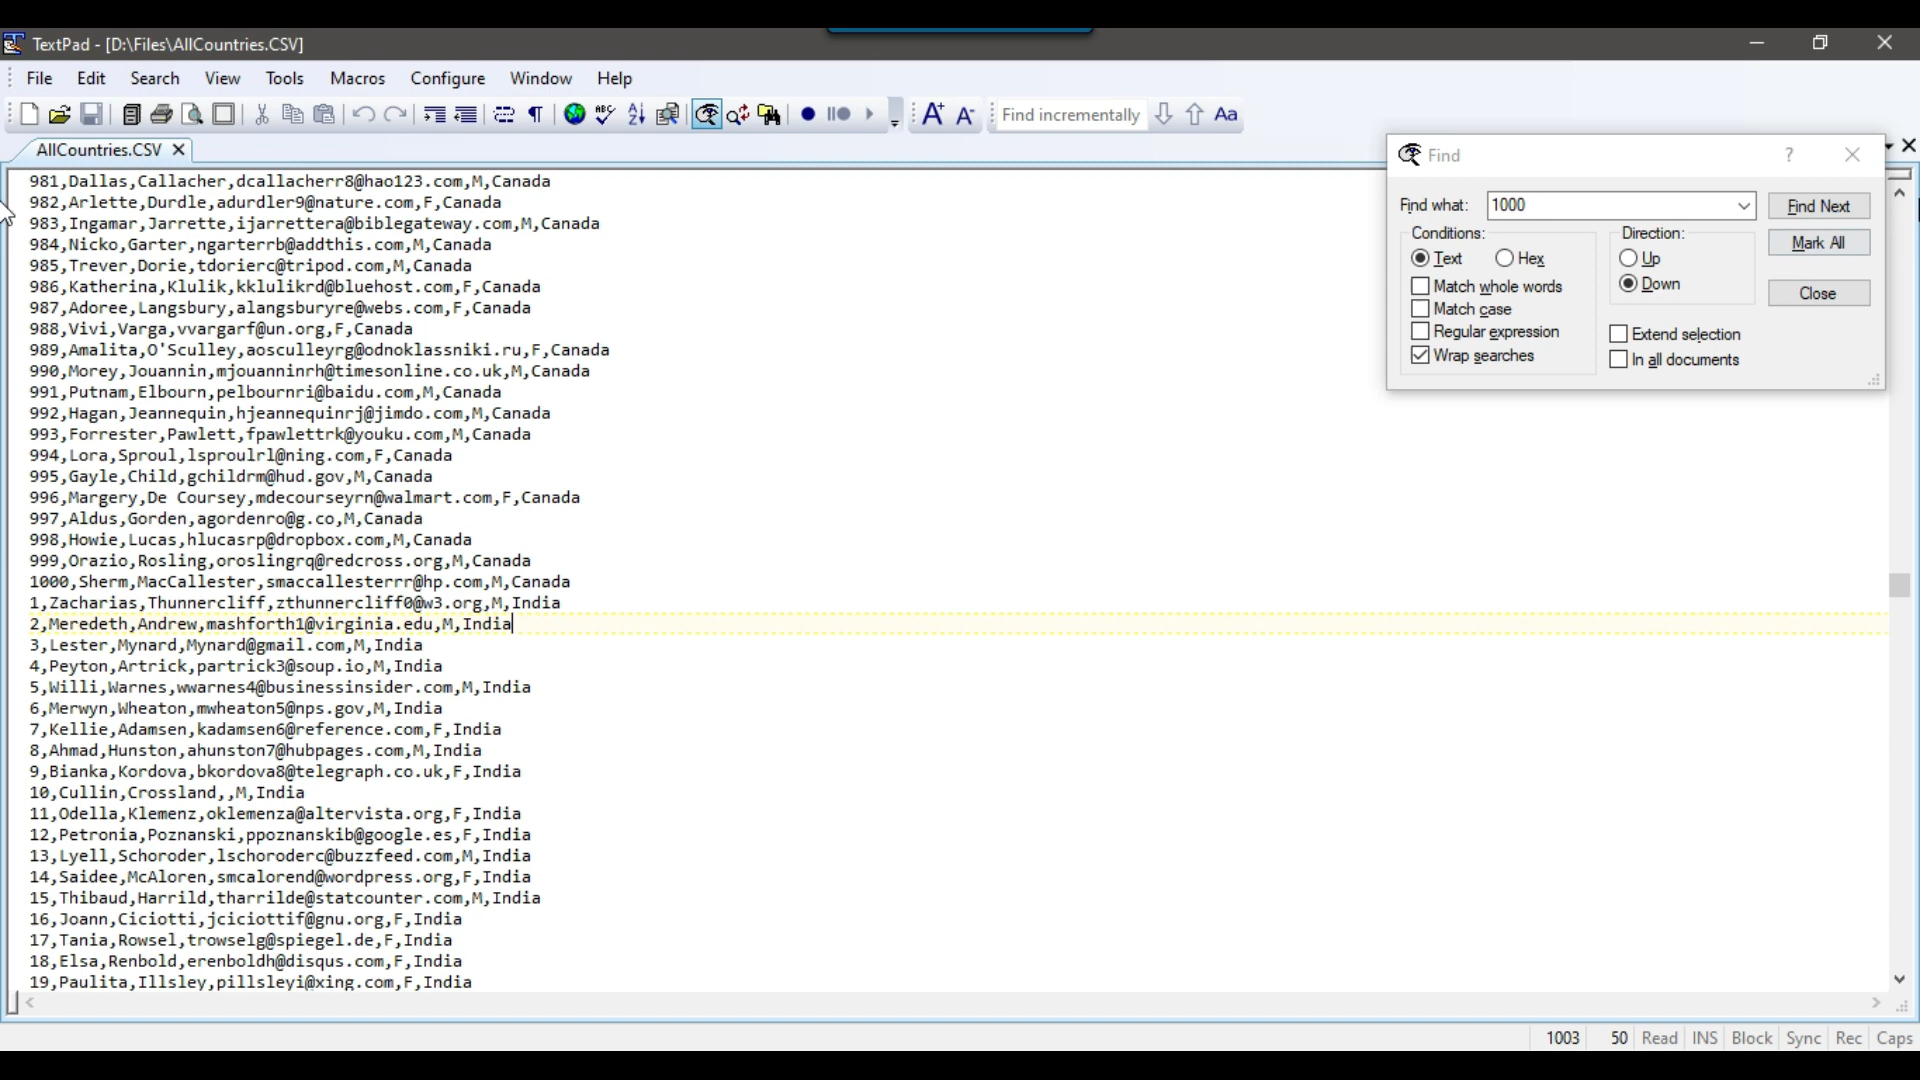 TextPad - [D:\Files\AllCountries.CSV]
File Edit Search View Tools Macros Configure Window Help
Find incrementally Aa
AllCountries.CSV
981,Dallas,Callacher,dcallacherr8@hao123.com,M,Canada
982,Arlette,Durdle,adurdler9@nature.com,F,Canada
983,Ingamar,Jarrette,ijarrettera@biblegateway.com,M,Canada
984,Nicko,Garter,ngarterrb@addthis.com,M,Canada
985,Trever,Dorie,tdorierc@tripod.com,M,Canada
986,Katherina,Klulik,kklulikrd@bluehost.com,F,Canada
987,Adoree,Langsbury,alangsburyre@webs.com,F,Canada
988,Vivi,Varga,vvargarf@un.org,F,Canada
989,Amalita,O'Sculley,aosculleyrg@odnoklassniki.ru,F,Canada
990,Morey,Jouannin,mjouanninrh@timesonline.co.uk,M,Canada
991,Putnam,Elbourn,pelbournri@baidu.com,M,Canada
992,Hagan,Jeannequin,hjeannequinrj@jimdo.com,M,Canada
993,Forrester,Pawlett,fpawlettrk@youku.com,M,Canada
994,Lora,Sproul,lsproulrl@ning.com,F,Canada
995,Gayle,Child,gchildrm@hud.gov,M,Canada
996,Margery,De Coursey,mdecourseyrn@walmart.com,F,Canada
997,Aldus,Gorden,agordenro@g.co,M,Canada
998,Howie,Lucas,hlucasrp@dropbox.com,M,Canada
999,Orazio,Rosling,oroslingrq@redcross.org,M,Canada
1000,Sherm,MacCallester,smaccallesterrr@hp.com,M,Canada
1,Zacharias,Thunnercliff,zthunnercliff0@w3.org,M,India
2,Meredeth,Andrew,mashforth1@virginia.edu,M,India
3,Lester,Mynard,Mynard@gmail.com,M,India
4,Peyton,Artrick,partrick3@soup.io,M,India
5,Willi,Warnes,wwarnes4@businessinsider.com,M,India
6,Merwyn,Wheaton,mwheaton5@nps.gov,M,India
7,Kellie,Adamsen,kadamsen6@reference.com,F,India
8,Ahmad,Hunston,ahunston7@hubpages.com,M,India
9,Bianka,Kordova,bkordova8@telegraph.co.uk,F,India
10,Cullin,Crossland,,M,India
11,Odella,Klemenz,oklemenza@altervista.org,F,India
12,Petronia,Poznanski,ppoznanskib@google.es,F,India
13,Lyell,Schoroder,lschoroderc@buzzfeed.com,M,India
14,Saidee,McAloren,smcalorend@wordpress.org,F,India
15,Thibaud,Harrild,tharrilde@statcounter.com,M,India
16,Joann,Ciciotti,jciciottif@gnu.org,F,India
17,Tania,Rowsel,trowselg@spiegel.de,F,India
18,Elsa,Renbold,erenboldh@disqus.com,F,India
19,Paulita,Illsley,pillsleyi@xing.com,F,India
Find
Find what: 1000 Find Next
Conditions: Direction: Mark All
Text Hex Up
Match whole words Down Close
Match case
Regular expression Extend selection
Wrap searches In all documents
1003 50 Read INS Block Sync Rec Caps